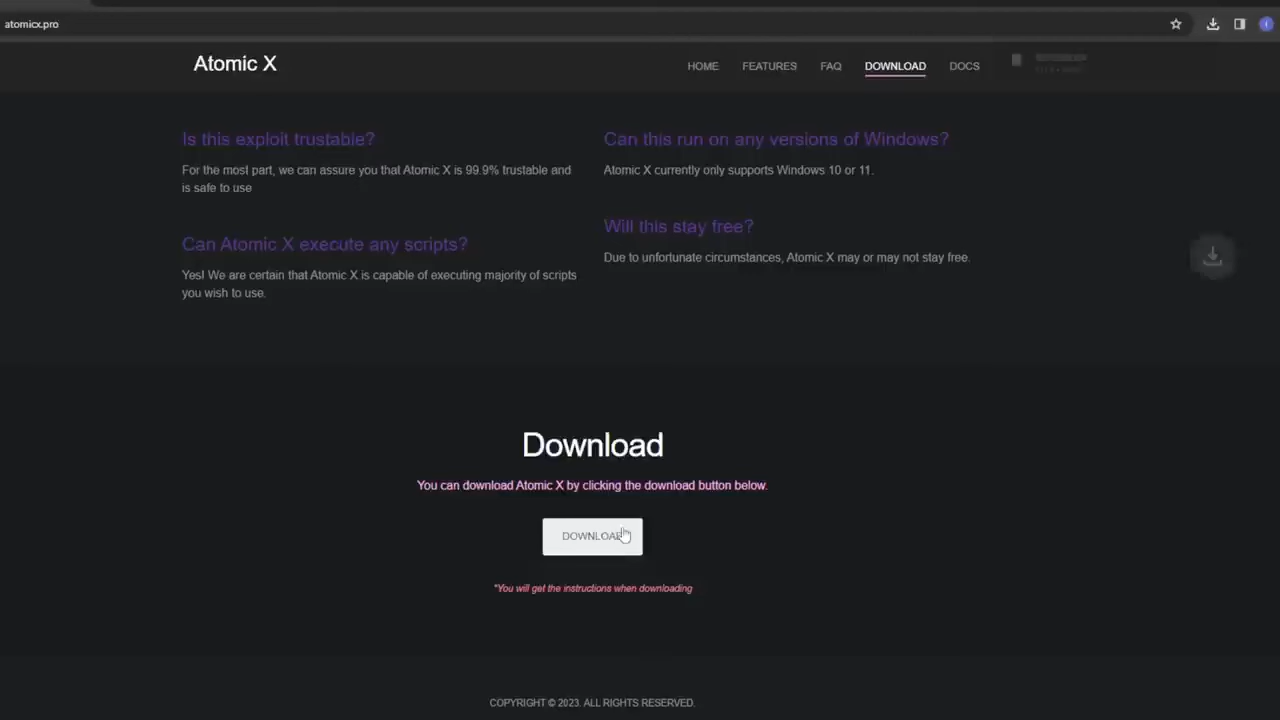 atomicx.pro
Atomic X
HOME
FEATURES
FAQ
DOWNLOAD
DOCS
Is this exploit trustable?
For the most part, we can assure you that Atomic X is 99.9% trustable and
is safe to use
Can Atomic X execute any scripts?
Yes! We are certain that Atomic X is capable of executing majority of scripts
you wish to use.
Can this run on any versions of Windows?
Atomic X currently only supports Windows 10 or 11.
Will this stay free?
Due to unfortunate circumstances, Atomic X may or may not stay free.
Download
You can download Atomic X by clicking the download button below.
DOWNLOAD
*You will get the instructions when downloading
COPYRIGHT © 2023. ALL RIGHTS RESERVED.